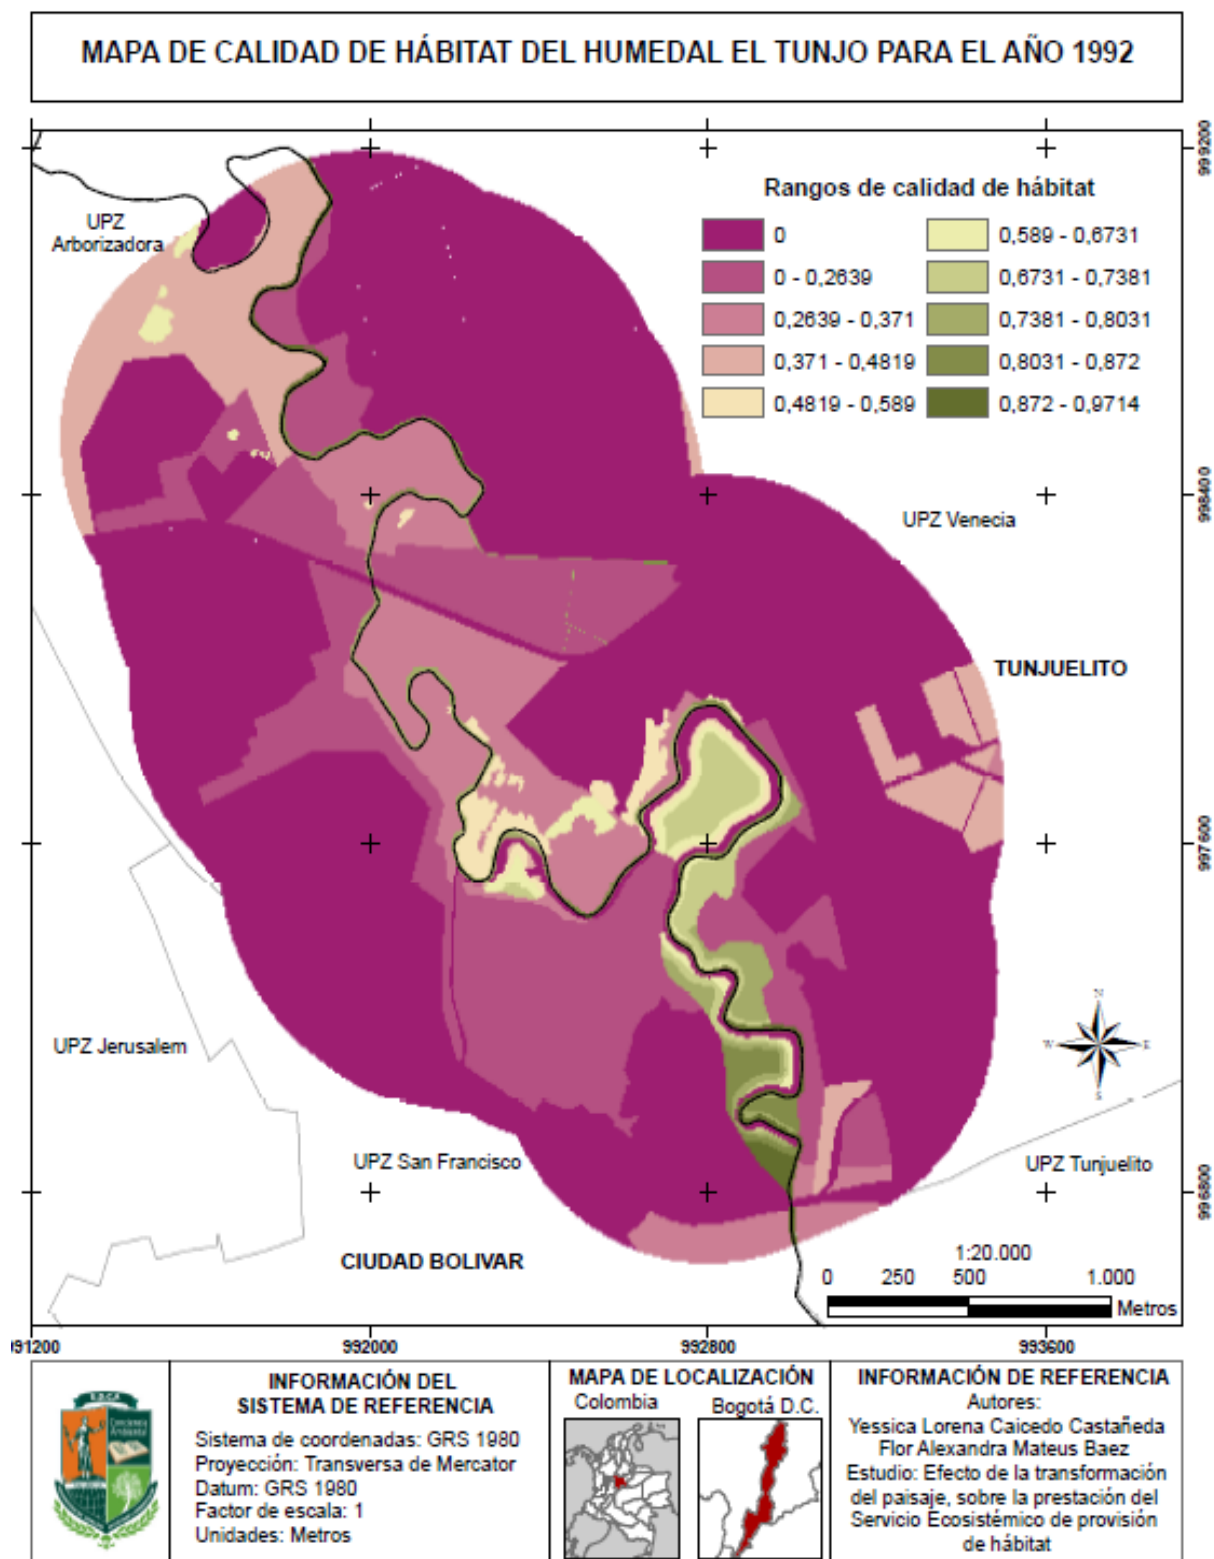 MAPA DE CALIDAD DE HÁBITAT DEL HUMEDAL EL TUNJO PARA EL AÑO 1992
999200
Rangos de calidad de hábitat
0
0,589 - 0,6731
0 - 0,2639
0,6731 - 0,7381
0,2639 - 0,371
0,7381 - 0,8031
0,371 - 0,4819
0,8031 - 0,872
0,4819 - 0,589
0,872 - 0,9714
UPZ
Arborizadora
998400
UPZ Venecia
TUNJUELITO
997600
N
W
E
S
UPZ Jerusalem
UPZ San Francisco
UPZ Tunjuelito
996800
CIUDAD BOLIVAR
1:20.000
0 250 500 1.000
Metros
991200 992000 992800 993600
INFORMACIÓN DEL
SISTEMA DE REFERENCIA
Sistema de coordenadas: GRS 1980
Proyección: Transversa de Mercator
Datum: GRS 1980
Factor de escala: 1
Unidades: Metros
MAPA DE LOCALIZACIÓN
Colombia
Bogotá D.C.
INFORMACIÓN DE REFERENCIA
Autores:
Yessica Lorena Caicedo Castañeda
Flor Alexandra Mateus Baez
Estudio: Efecto de la transformación
del paisaje, sobre la prestación del
Servicio Ecosistémico de provisión
de hábitat